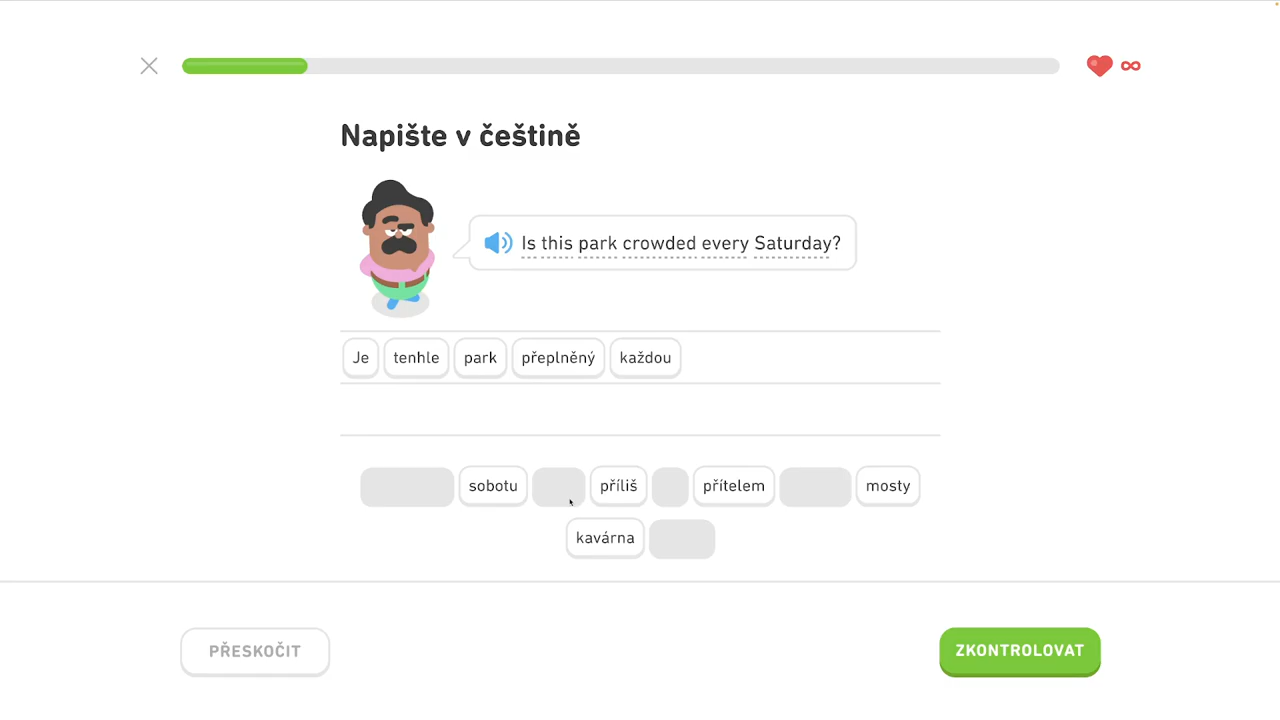 Napište v češtině
Is this park crowded every Saturday?
Je tenhle park přeplněný každou
sobotu příliš přítelem mosty
kavárna
PŘESKOČIT ZKONTROLOVAT